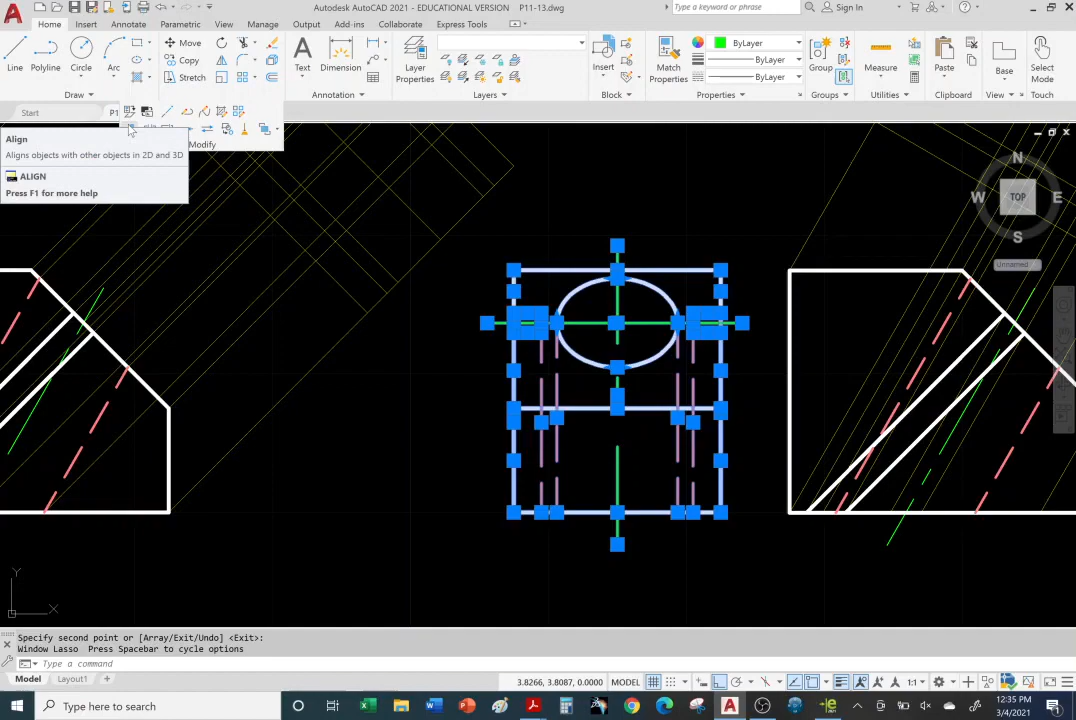 Autodesk AutoCAD 2021 - EDUCATIONAL VERSION P11-13.dwg
Type a keyword or phrase
Sign In
Home Insert Annotate Parametric View Manage Output Add-ins Collaborate Express Tools
Line Polyline Circle Arc
Move
Copy
Stretch
Text Dimension
Layer Properties
Insert
Match Properties
ByLayer
ByLayer
ByLayer
Group
Measure
Paste
Base
Select Mode
Draw Annotation Layers Block Properties Groups Utilities Clipboard View Touch
Start P1
Modify
Align
Aligns objects with other objects in 2D and 3D
ALIGN
Press F1 for more help
N
W TOP E
S
Unnamed
Y
X
Specify second point or [Array/Exit/Undo] <Exit>:
Window Lasso Press Spacebar to cycle options
Type a command
Model Layout1 +
3.8266, 3.8087, 0.0000 MODEL
1:1
Type here to search
12:35 PM
3/4/2021